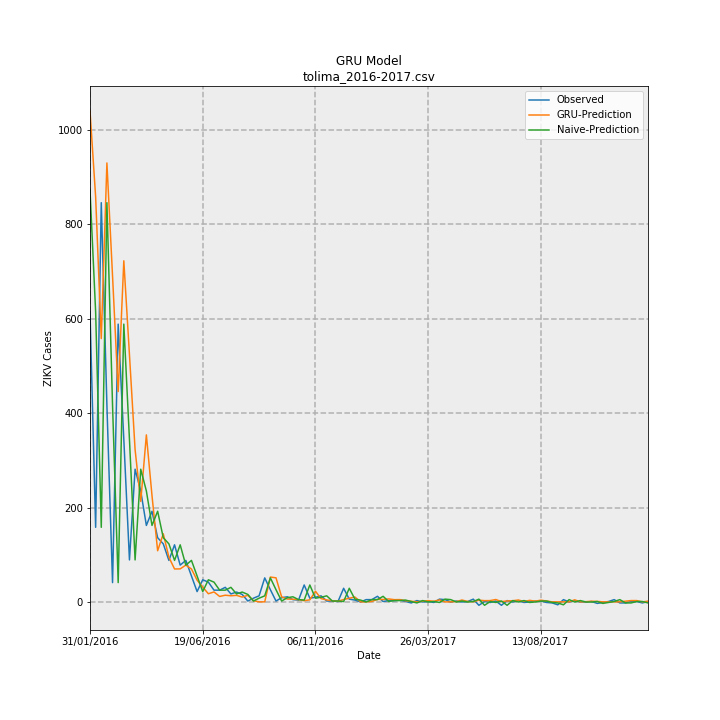 GRU Model
tolima_2016-2017.csv
Observed
GRU-Prediction
Naive-Prediction
1000
800
600
400
200
0
ZIKV Cases
31/01/2016
19/06/2016
06/11/2016
26/03/2017
13/08/2017
Date